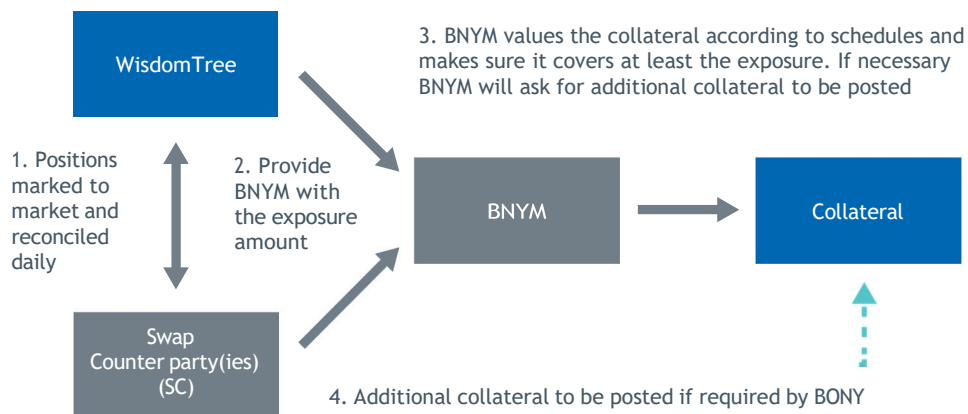 WisdomTree
3. BNYM values the collateral according to schedules and
makes sure it covers at least the exposure. If necessary
BNYM will ask for additional collateral to be posted
1. Positions
marked to
market and
reconciled
daily
2. Provide
BNYM with
the exposure
amount
BNYM
Collateral
Swap
Counter party(ies)
(SC)
4. Additional collateral to be posted if required by BONY